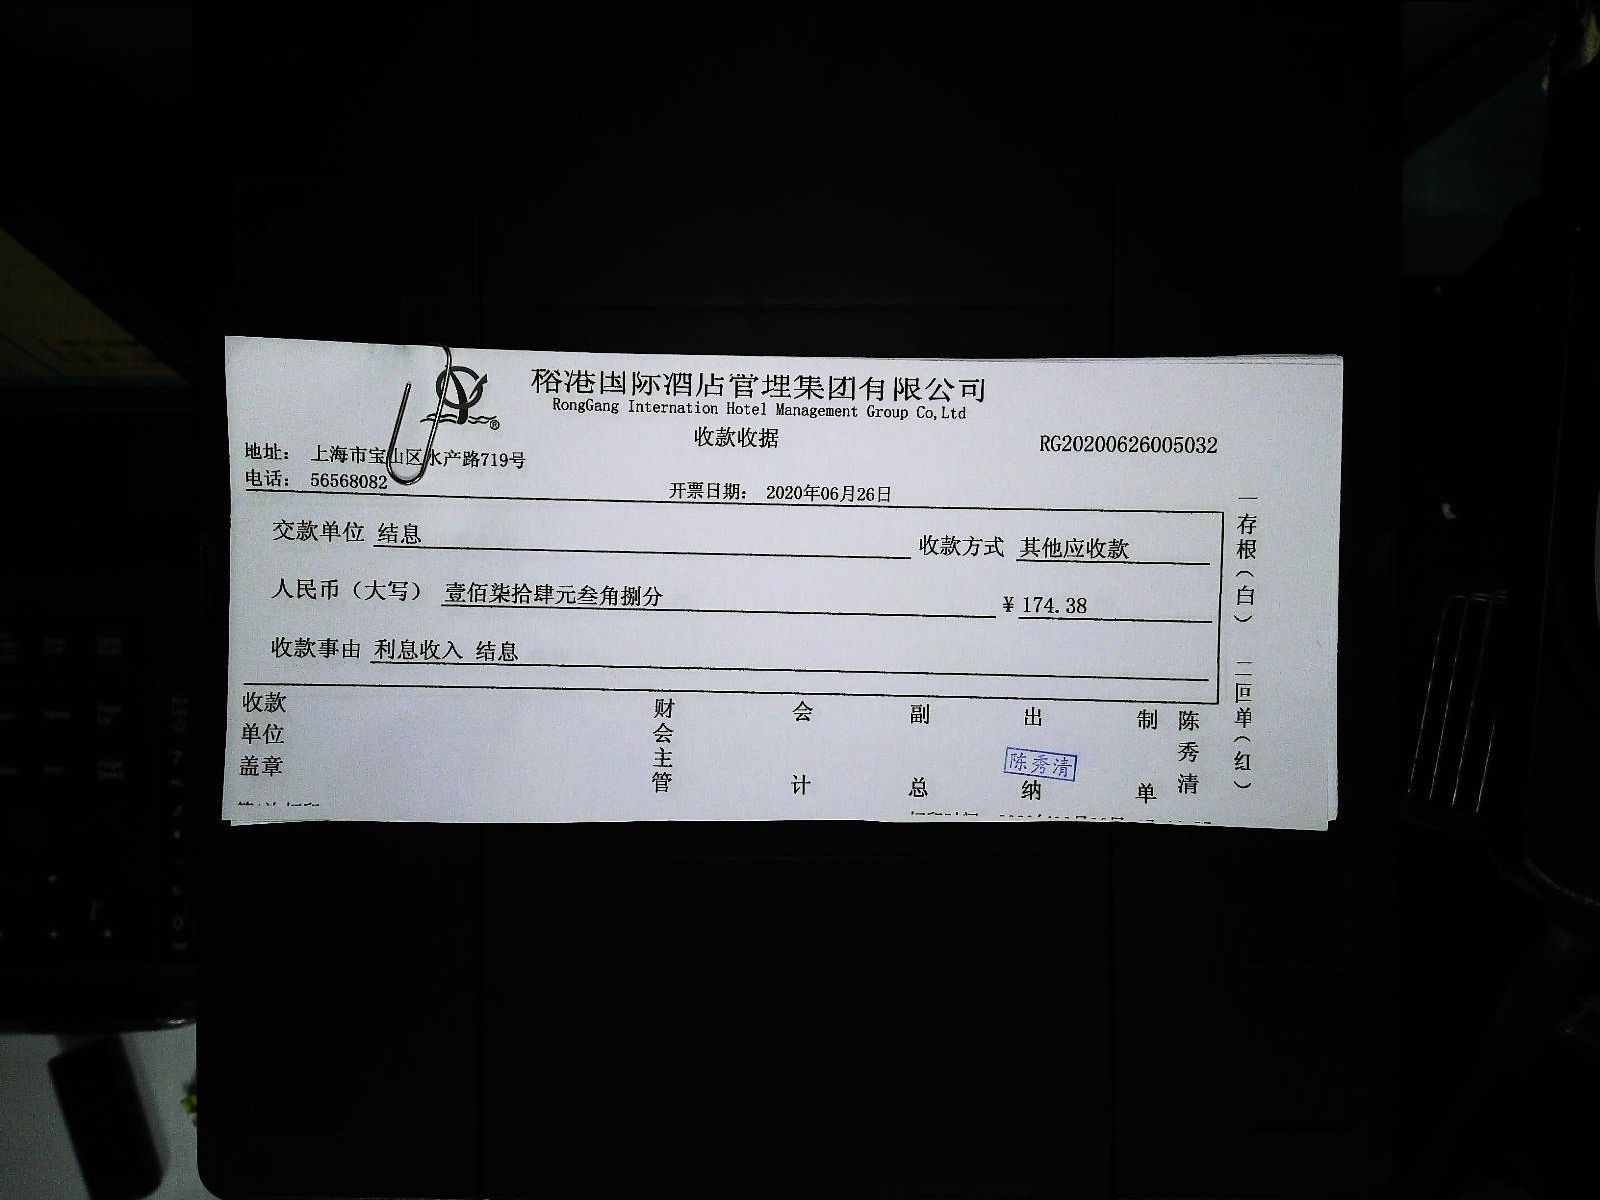 榕港国际酒店管理集团有限公司
RongGang Internation Hotel Management Group Co,Ltd
收款收据
RG20200626005032
地址： 上海市宝山区水产路719号
电话： 56568082
开票日期： 2020年06月26日
交款单位 结息
收款方式 其他应收款
人民币（大写） 壹佰柒拾肆元叁角捌分
¥ 174.38
收款事由 利息收入 结息
收款单位盖章
财会主管
会计
副总
出纳
陈秀清
制单
陈秀清
一存根（白）
二回单（红）